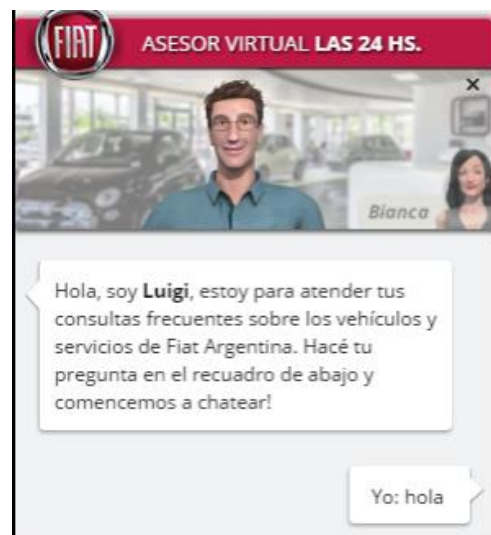 FIAT
ASESOR VIRTUAL LAS 24 HS.
×
Bianca
Hola, soy Luigi, estoy para atender tus
consultas frecuentes sobre los vehículos y
servicios de Fiat Argentina. Hacé tu
pregunta en el recuadro de abajo y
comencemos a chatear!
Yo: hola